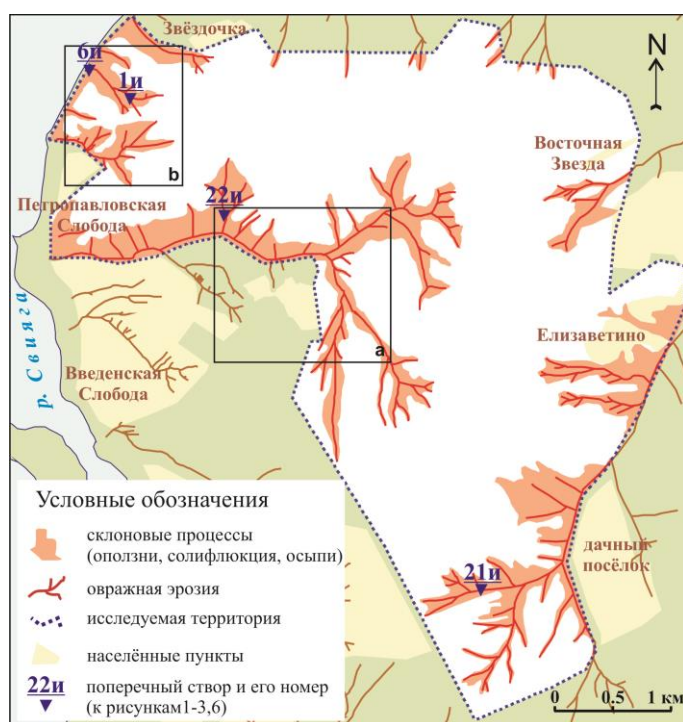 Звёздочка
6и
1и
N
b
Восточная
Звезда
22и
Петропавловская
Слобода
a
р. Свияга
Введенская
Слобода
Елизаветино
дачный
посёлок
21и
Условные обозначения
склоновые процессы
(оползни, солифлюкция, осыпи)
овражная эрозия
исследуемая территория
населённые пункты
22и поперечный створ и его номер
(к рисункам1-3,6)
0 0.5 1 км